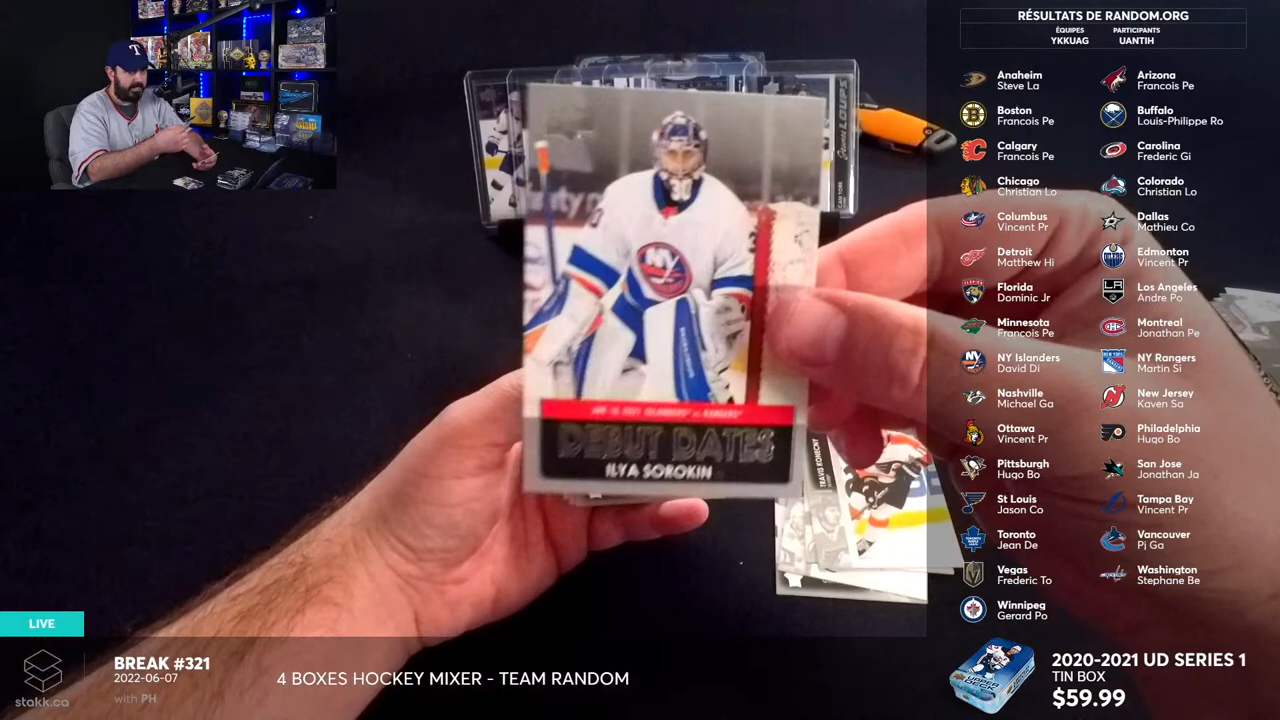 RÉSULTATS DE RANDOM.ORG
ÉQUIPES
YKKUAG
PARTICIPANTS
UANTIH
Anaheim
Steve La
Arizona
Francois Pe
Boston
Francois Pe
Buffalo
Louis-Philippe Ro
Calgary
Francois Pe
Carolina
Frederic Gi
Chicago
Christian Lo
Colorado
Christian Lo
Columbus
Vincent Pr
Dallas
Mathieu Co
Detroit
Matthew Hi
Edmonton
Vincent Pr
Florida
Dominic Jr
Los Angeles
Andre Po
Minnesota
Francois Pe
Montreal
Jonathan Pe
NY Islanders
David Di
NY Rangers
Martin Si
Nashville
Michael Ga
New Jersey
Kaven Sa
Ottawa
Vincent Pr
Philadelphia
Hugo Bo
Pittsburgh
Hugo Bo
San Jose
Jonathan Ja
St Louis
Jason Co
Tampa Bay
Vincent Pr
Toronto
Jean De
Vancouver
Pj Ga
Vegas
Frederic To
Washington
Stephane Be
Winnipeg
Gerard Po
NY
DEBUT DATES
ILYA SOROKIN
TRAVIS KONECNY
LIVE
stakk.ca
BREAK #321
2022-06-07
with PH
4 BOXES HOCKEY MIXER - TEAM RANDOM
2020-2021 UD SERIES 1
TIN BOX
$59.99